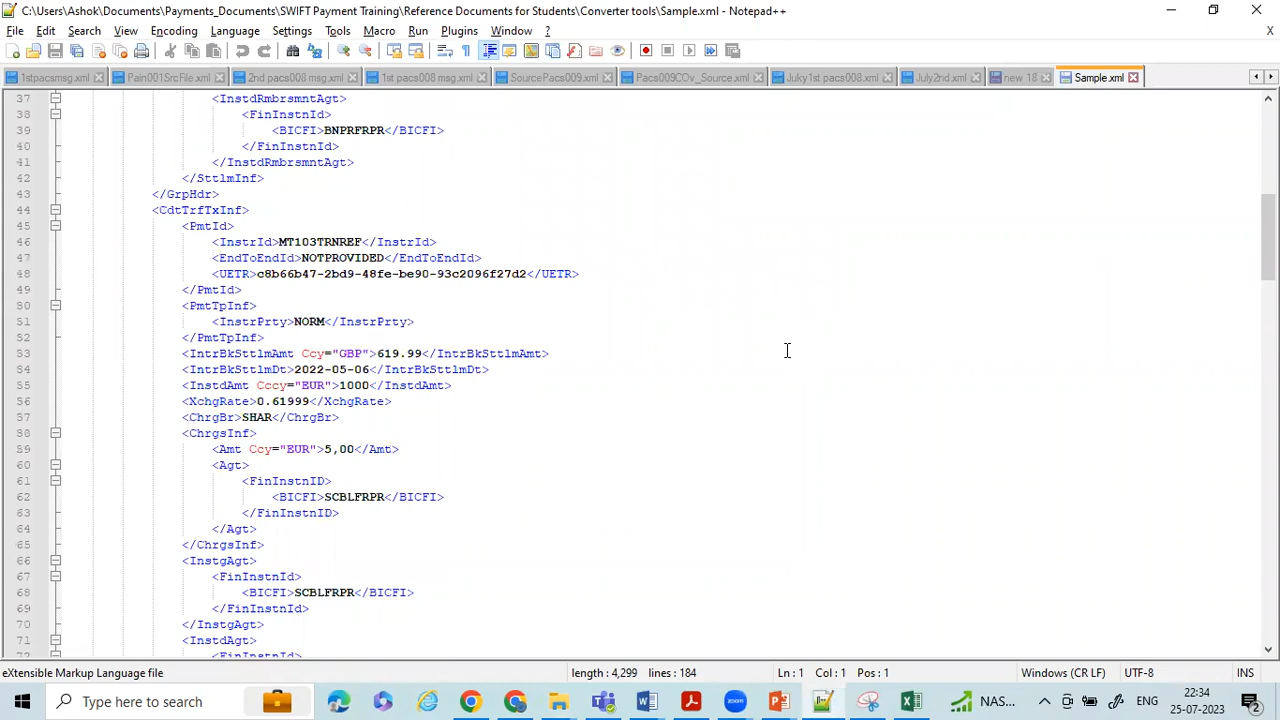 C:\Users\Ashok\Documents\Payments_Documents\SWIFT Payment Training\Reference Documents for Students\Converter tools\Sample.xml - Notepad++
File Edit Search View Encoding Language Settings Tools Macro Run Plugins Window ? X
1stpacsmsg.xml Pain001SrcFile.xml 2nd pacs008 msg.xml 1st pacs008 msg.xml SourcePacs009.xml Pacs009COv_Source.xml Juky 1st pacs008.xml July2nd.xml new 18 Sample.xml
37 <InstdRmbrsmntAgt>
38 <FinInstnId>
39 <BICFI>BNPRFRPR</BICFI>
40 </FinInstnId>
41 </InstdRmbrsmntAgt>
42 </SttlmInf>
43 </GrpHdr>
44 <CdtTrfTxInf>
45 <PmtId>
46 <InstrId>MT103TRNREF</InstrId>
47 <EndToEndId>NOTPROVIDED</EndToEndId>
48 <UETR>c8b66b47-2bd9-48fe-be90-93c2096f27d2</UETR>
49 </PmtId>
50 <PmtTpInf>
51 <InstrPrty>NORM</InstrPrty>
52 </PmtTpInf>
53 <IntrBkSttlmAmt Ccy="GBP">619.99</IntrBkSttlmAmt>
54 <IntrBkSttlmDt>2022-05-06</IntrBkSttlmDt>
55 <InstdAmt Cccy="EUR">1000</InstdAmt>
56 <XchgRate>0.61999</XchgRate>
57 <ChrgBr>SHAR</ChrgBr>
58 <ChrgsInf>
59 <Amt Ccy="EUR">5,00</Amt>
60 <Agt>
61 <FinInstnID>
62 <BICFI>SCBLFRPR</BICFI>
63 </FinInstnID>
64 </Agt>
65 </ChrgsInf>
66 <InstgAgt>
67 <FinInstnId>
68 <BICFI>SCBLFRPR</BICFI>
69 </FinInstnId>
70 </InstgAgt>
71 <InstdAgt>
72 <FinInstnId>
eXtensible Markup Language file length : 4,299 lines : 184 Ln : 1 Col : 1 Pos : 1 Windows (CR LF) UTF-8 INS
Type here to search NAS... ENG 22:34
25-07-2023 2